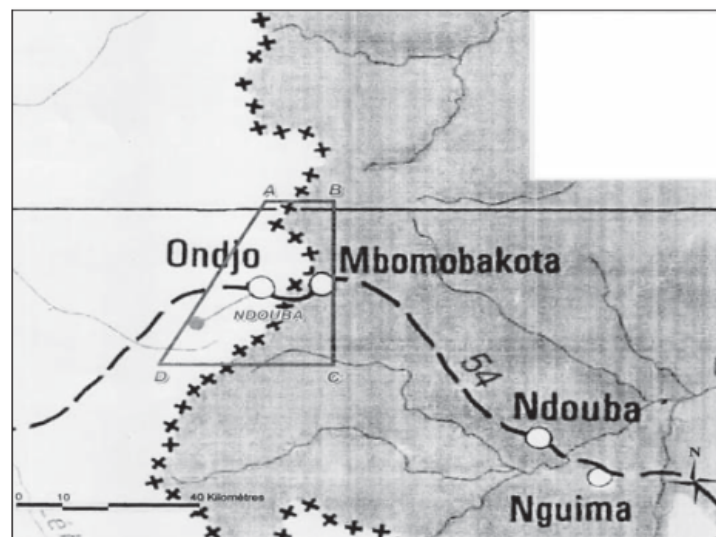 A B
Ondjo Mbomobakota
NDOUBA
D C
54
Ndouba
N
Nguima
0 10 40 Kilomètres